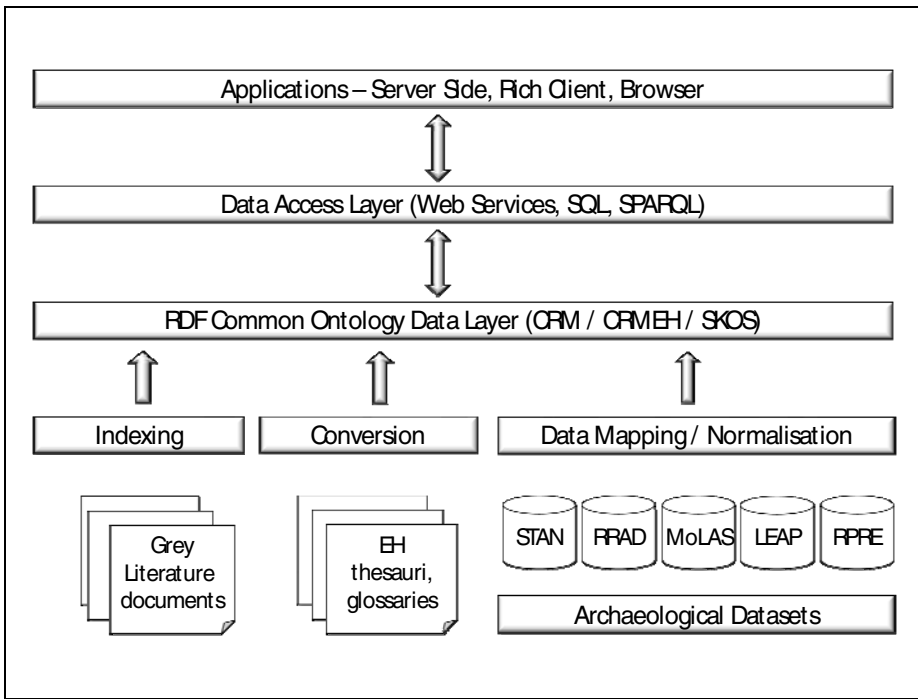 Applications – Server Side, Rich Client, Browser
Data Access Layer (Web Services, SQL, SPARQL)
RDF Common Ontology Data Layer (CRM / CRMEH / SKOS)
Indexing
Conversion
Data Mapping / Normalisation
Grey
Literature
documents
EH
thesauri,
glossaries
STAN
RRAD
MoLAS
LEAP
RPRE
Archaeological Datasets